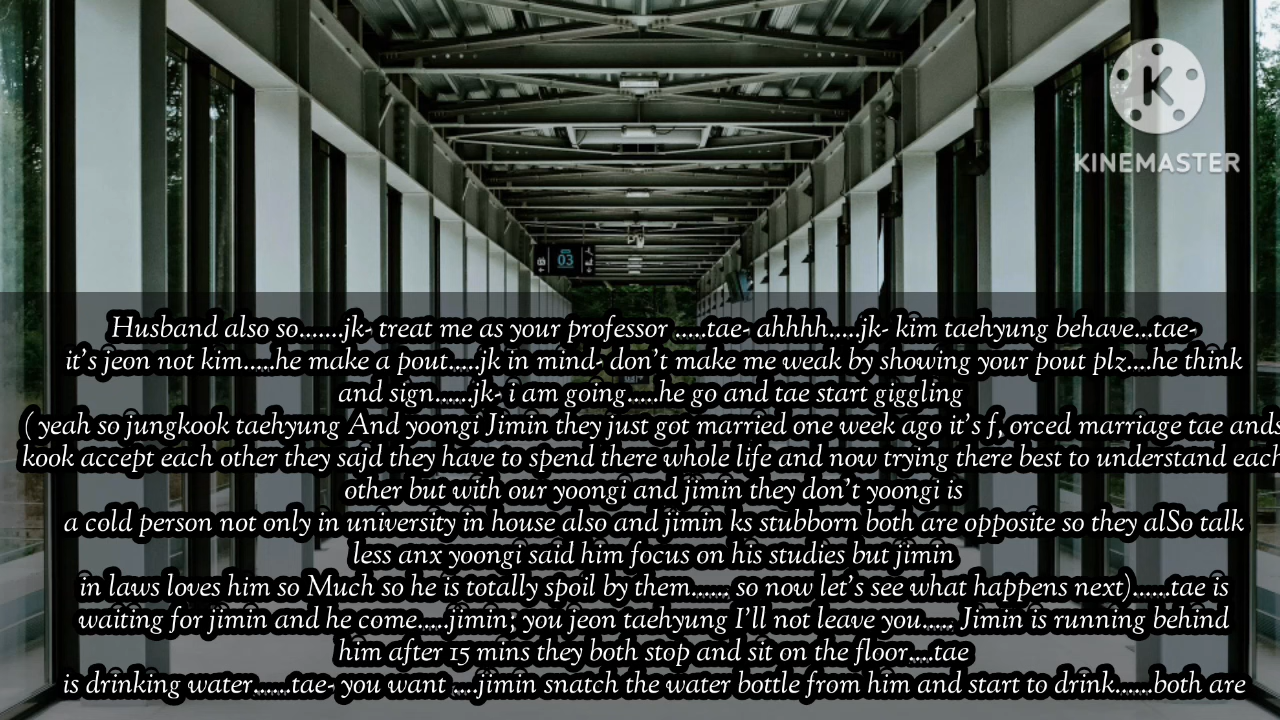 K
KINEMASTER
03
Husband also so.......jk- treat me as your professor .....tae- ahhhh.....jk- kim taehyung behave...tae-
it's jeon not kim.....he make a pout.....jk in mind- don't make me weak by showing your pout plz....he think
and sign......jk- i am going.....he go and tae start giggling
( yeah so jungkook taehyung And yoongi Jimin they just got married one week ago it's f, orced marriage tae ands
kook accept each other they sajd they have to spend there whole life and now trying there best to understand each
other but with our yoongi and jimin they don't yoongi is
a cold person not only in university in house also and jimin ks stubborn both are opposite so they alSo talk
less anx yoongi said him focus on his studies but jimin
in laws loves him so Much so he is totally spoil by them...... so now let's see what happens next)......tae is
waiting for jimin and he come.....jimin; you jeon taehyung I'll not leave you..... Jimin is running behind
him after 15 mins they both stop and sit on the floor....tae
is drinking water.......tae- you want ....jimin snatch the water bottle from him and start to drink......both are